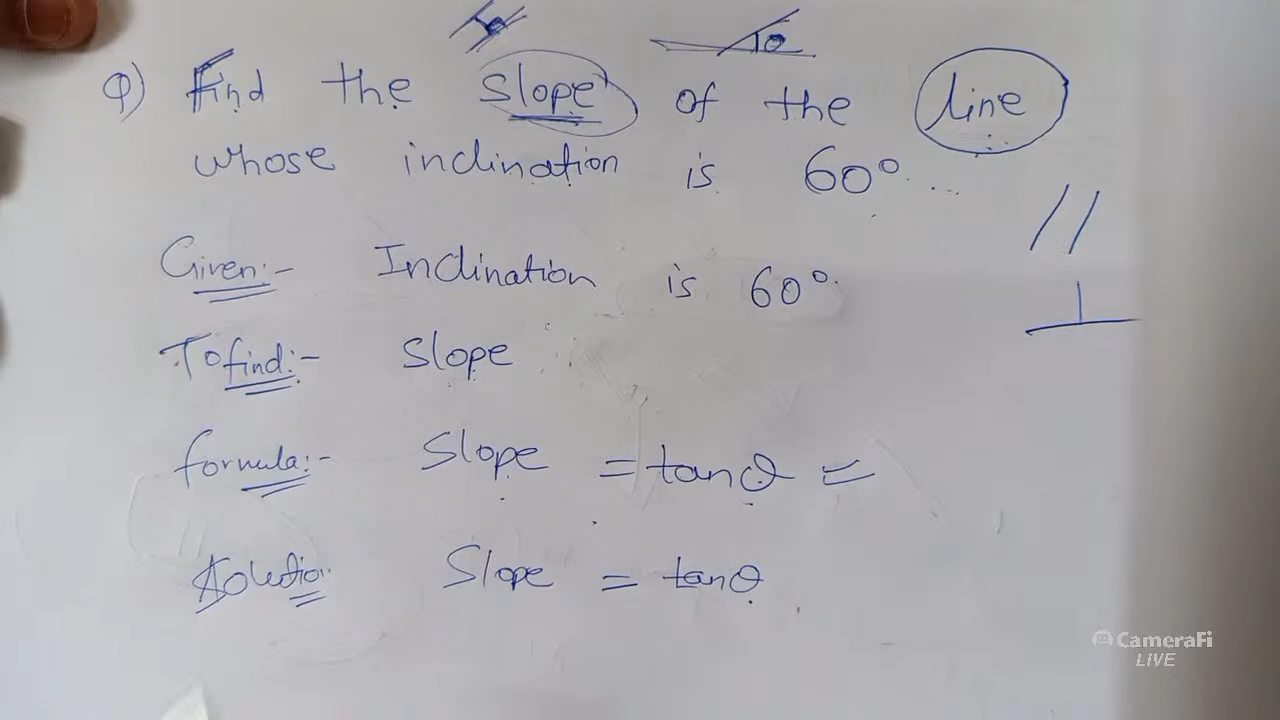 Q) Find the slope of the line
whose inclination is 60°...
Given:- Inclination is 60°.
To find:- Slope
formula:- Slope = tanθ =
Solution Slope = tanθ
CameraFi
LIVE